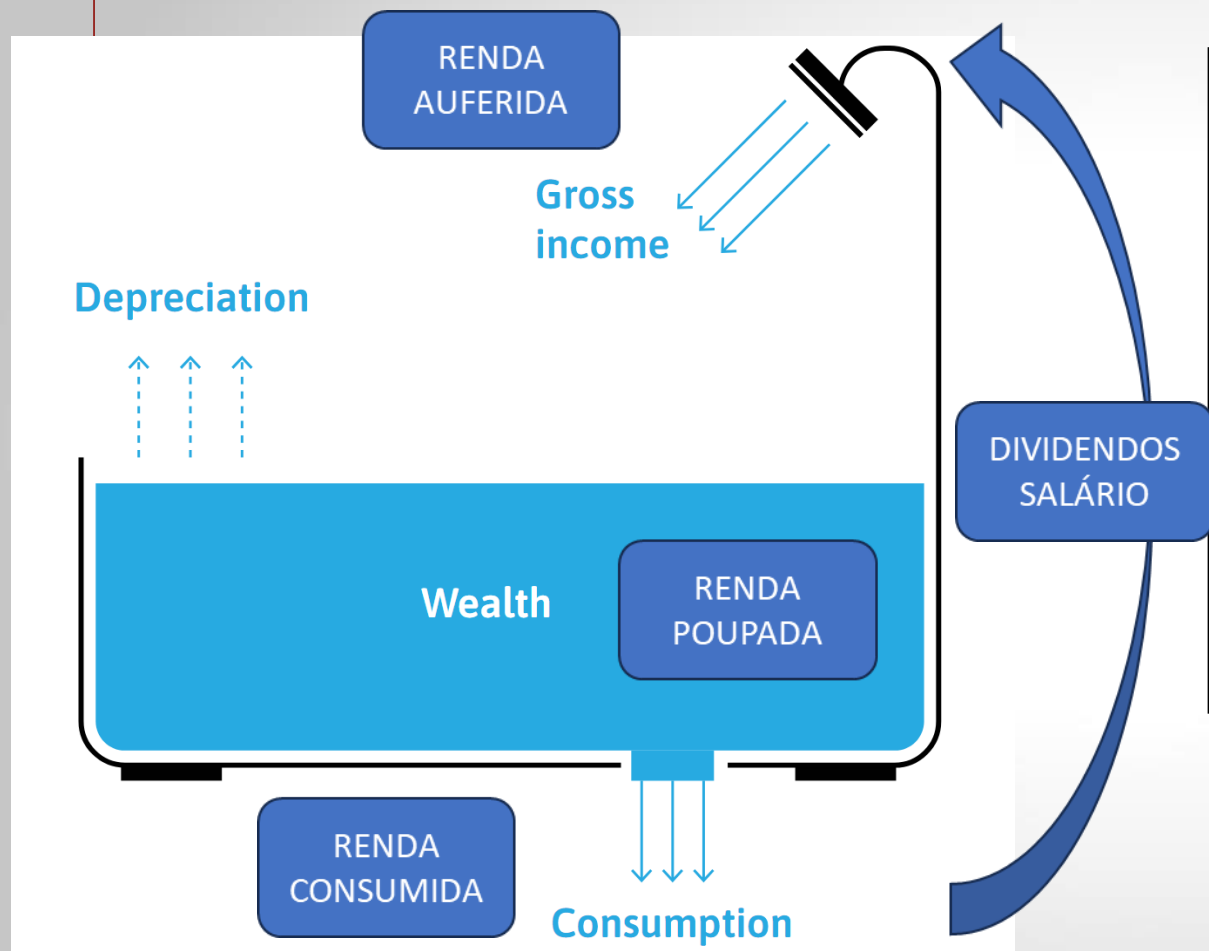 RENDA
AUFERIDA
Gross
income
Depreciation
DIVIDENDOS
SALÁRIO
Wealth
RENDA
POUPADA
RENDA
CONSUMIDA
Consumption